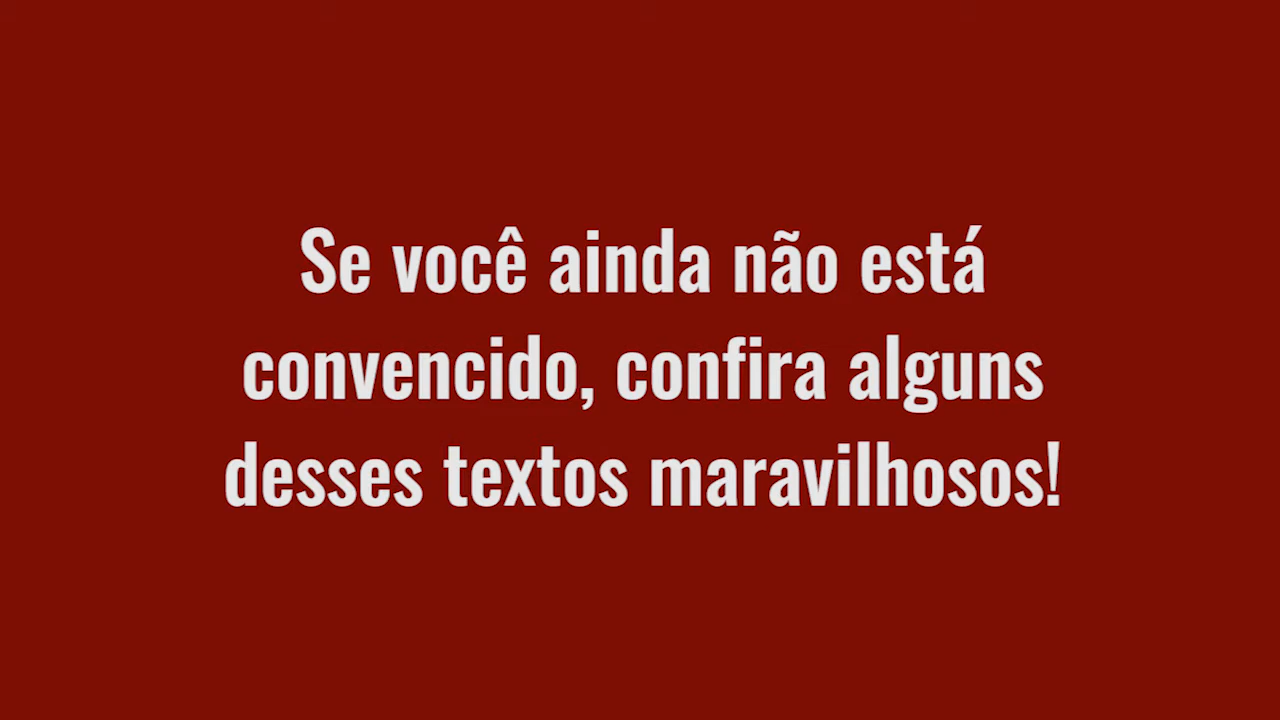 Se você ainda não está
convencido, confira alguns
desses textos maravilhosos!